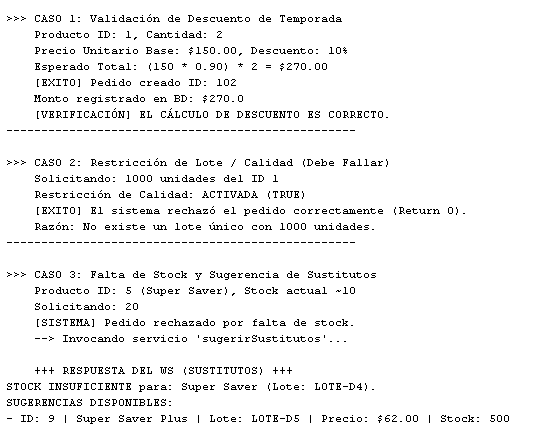 >>> CASO 1: Validación de Descuento de Temporada
Producto ID: 1, Cantidad: 2
Precio Unitario Base: $150.00, Descuento: 10%
Esperado Total: (150 * 0.90) * 2 = $270.00
[EXITO] Pedido creado ID: 102
Monto registrado en BD: $270.0
[VERIFICACIÓN] EL CÁLCULO DE DESCUENTO ES CORRECTO.
--------------------------------------------------
>>> CASO 2: Restricción de Lote / Calidad (Debe Fallar)
Solicitando: 1000 unidades del ID 1
Restricción de Calidad: ACTIVADA (TRUE)
[EXITO] El sistema rechazó el pedido correctamente (Return 0).
Razón: No existe un lote único con 1000 unidades.
--------------------------------------------------
>>> CASO 3: Falta de Stock y Sugerencia de Sustitutos
Producto ID: 5 (Super Saver), Stock actual ~10
Solicitando: 20
[SISTEMA] Pedido rechazado por falta de stock.
--> Invocando servicio 'sugerirSustitutos'...
+++ RESPUESTA DEL WS (SUSTITUTOS) +++
STOCK INSUFICIENTE para: Super Saver (Lote: LOTE-D4).
SUGERENCIAS DISPONIBLES:
- ID: 9 | Super Saver Plus | Lote: LOTE-D5 | Precio: $62.00 | Stock: 500